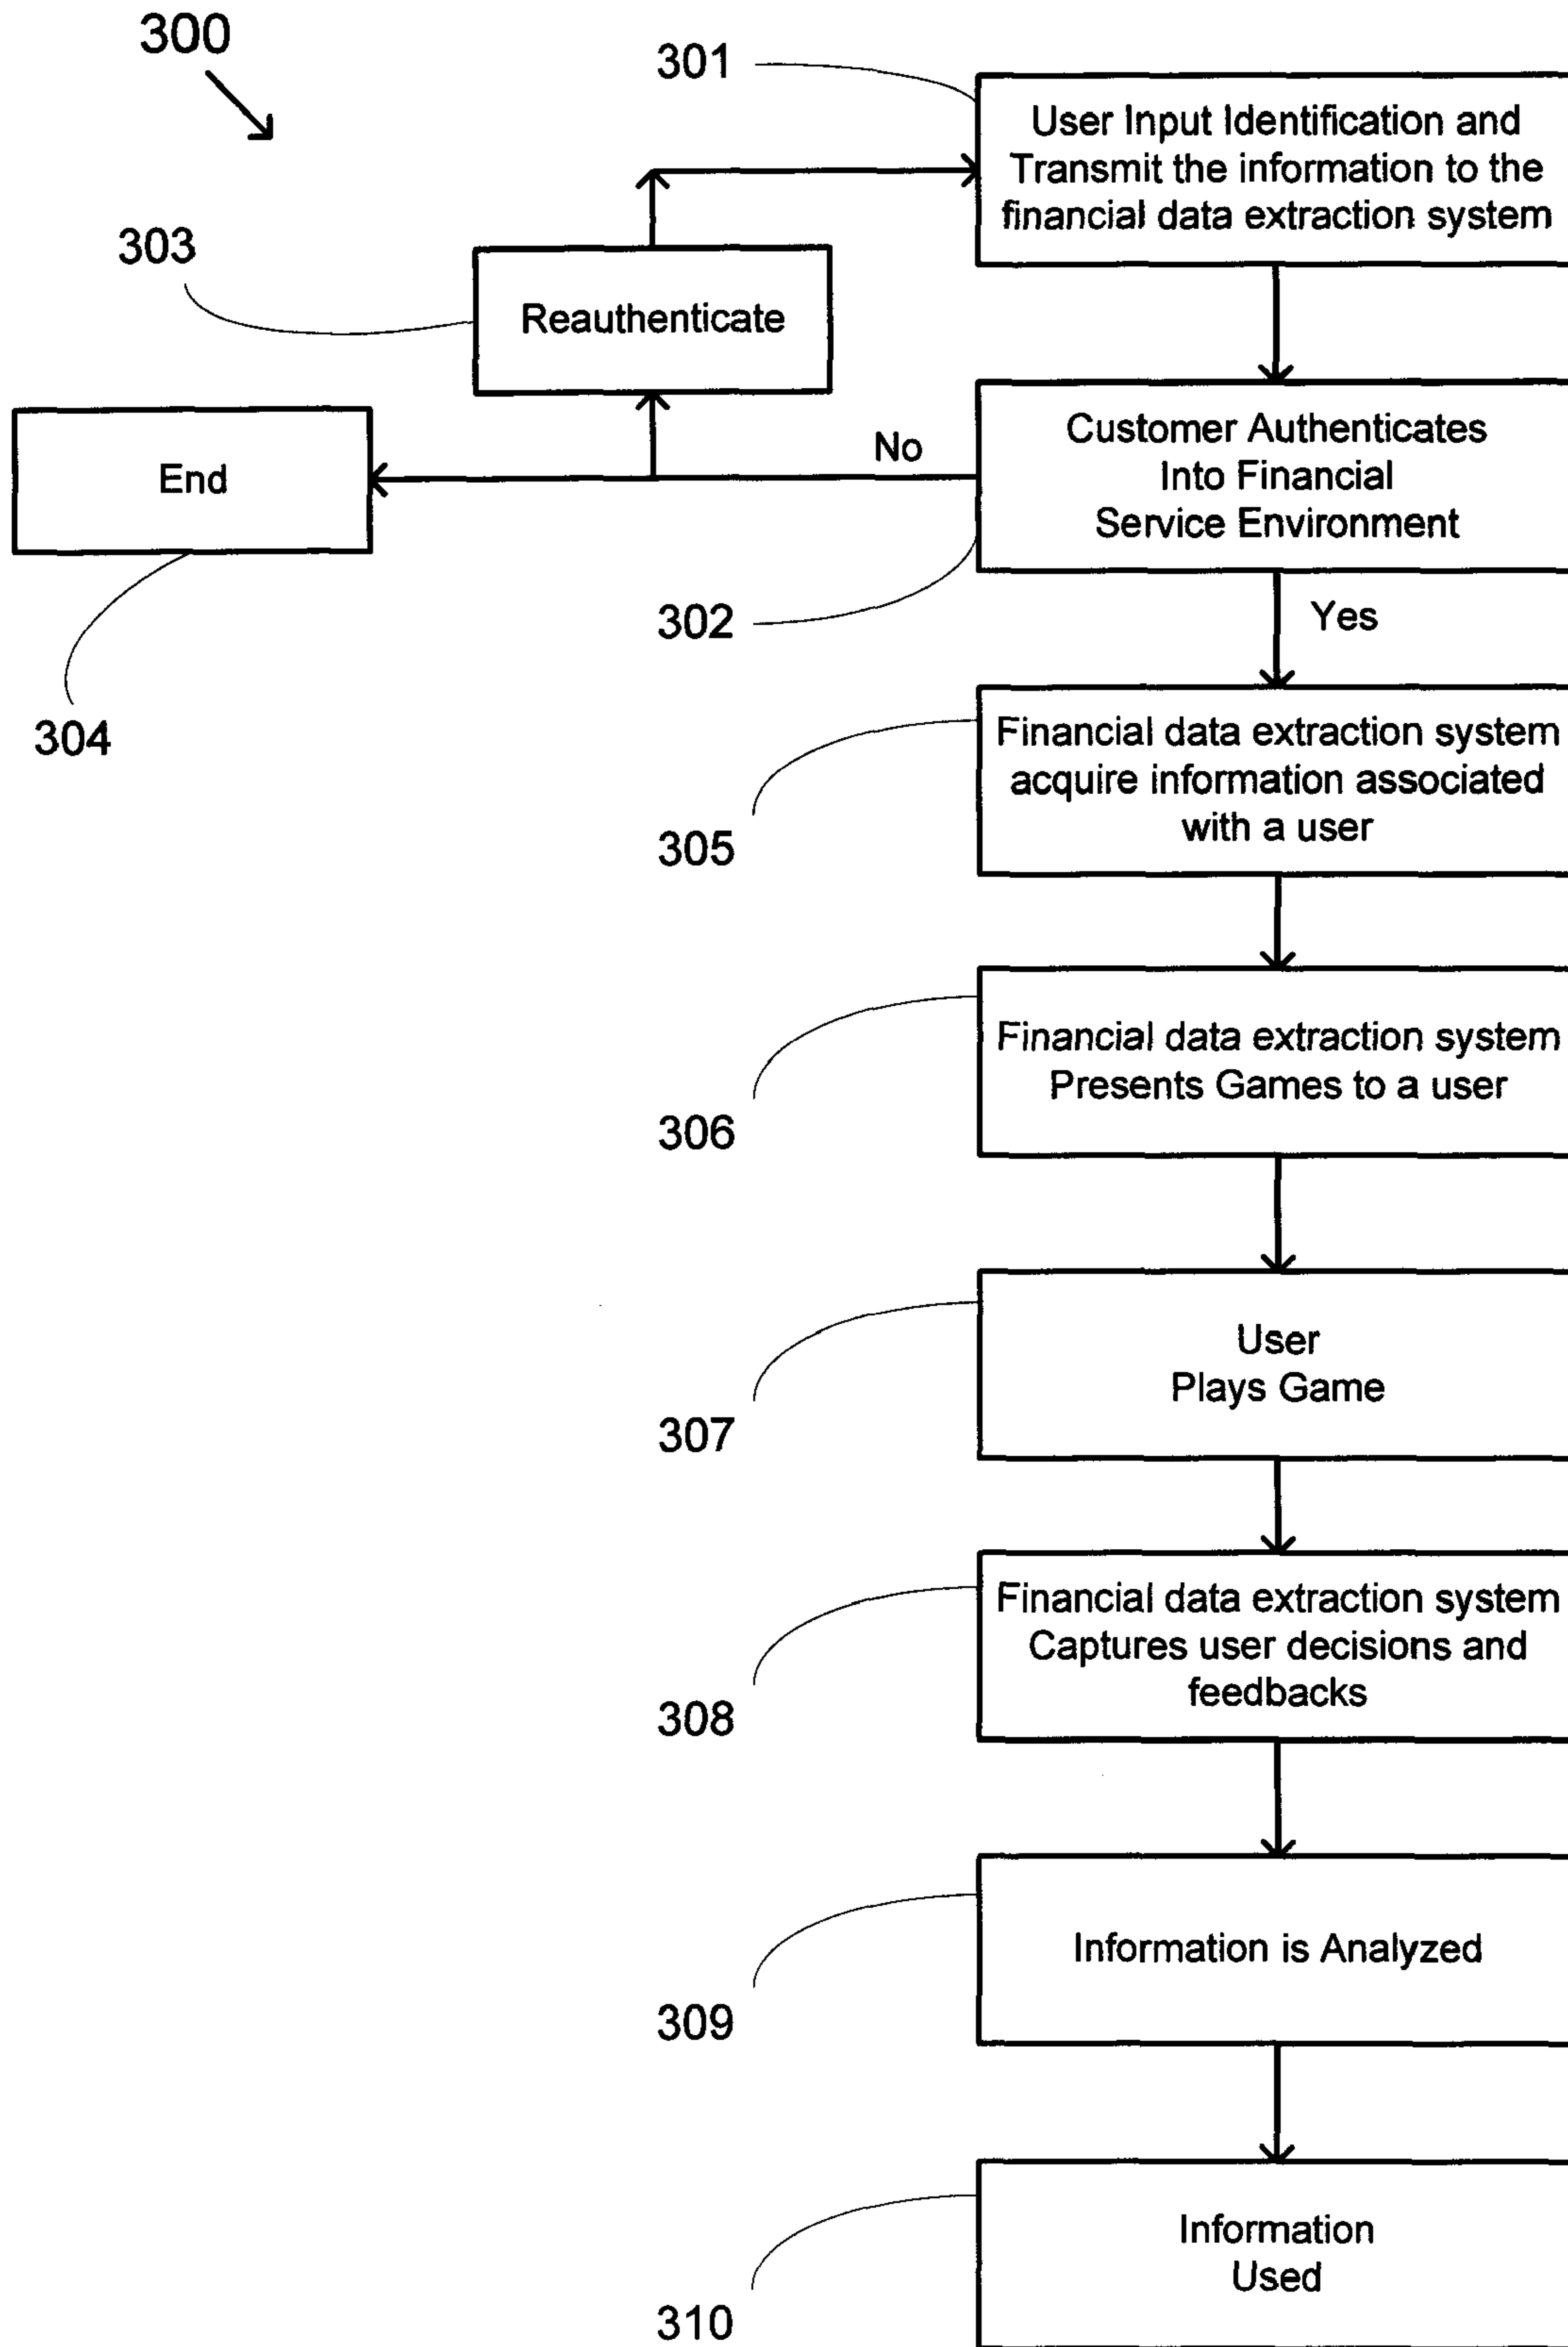 300
301
User Input Identification and
Transmit the information to the
financial data extraction system
303
Reauthenticate
End
No
Customer Authenticates
Into Financial
Service Environment
302
Yes
304
Financial data extraction system
acquire information associated
with a user
305
Financial data extraction system
Presents Games to a user
306
User
Plays Game
307
Financial data extraction system
Captures user decisions and
feedbacks
308
Information is Analyzed
309
Information
Used
310